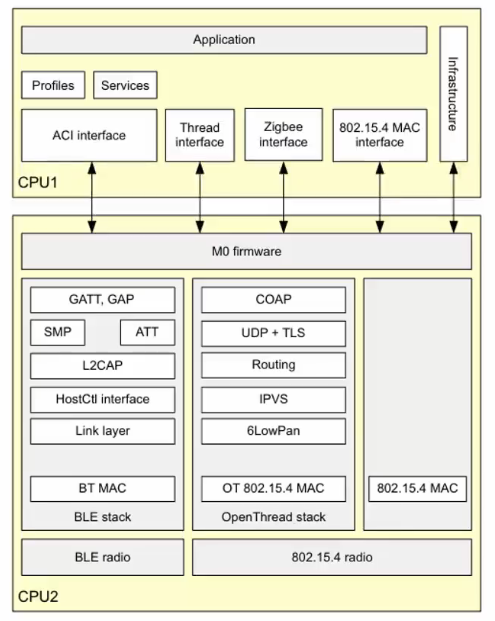 Application
Infrastructure
Profiles
Services
ACI interface
Thread
interface
Zigbee
interface
802.15.4 MAC
interface
CPU1
M0 firmware
GATT, GAP
SMP
ATT
L2CAP
HostCtl interface
Link layer
BT MAC
BLE stack
COAP
UDP + TLS
Routing
IPVS
6LowPan
OT 802.15.4 MAC
OpenThread stack
802.15.4 MAC
BLE radio
802.15.4 radio
CPU2